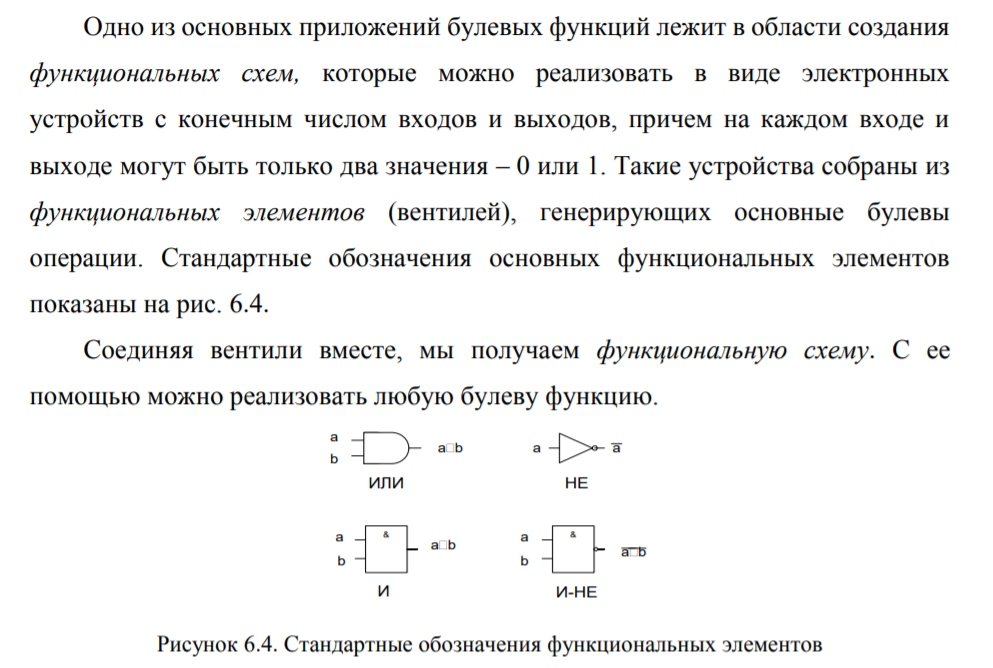 Одно из основных приложений булевых функций лежит в области создания
функциональных схем, которые можно реализовать в виде электронных
устройств с конечным числом входов и выходов, причем на каждом входе и
выходе могут быть только два значения – 0 или 1. Такие устройства собраны из
функциональных элементов (вентилей), генерирующих основные булевы
операции. Стандартные обозначения основных функциональных элементов
показаны на рис. 6.4.
Соединяя вентили вместе, мы получаем функциональную схему. С ее
помощью можно реализовать любую булеву функцию.
a
b
a□b
ИЛИ
a
a̅
НЕ
a
b
&
a□b
И
a
b
&
a̅□̅b̅
И-НЕ
Рисунок 6.4. Стандартные обозначения функциональных элементов